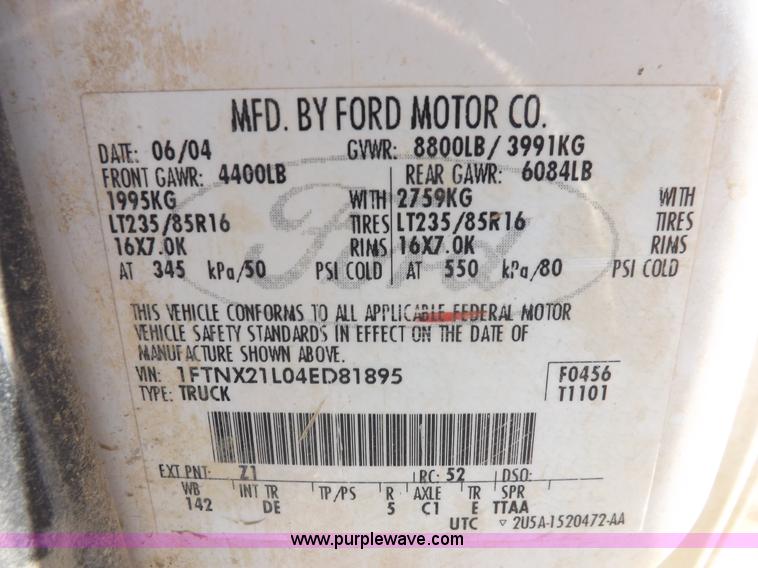 MFD. BY FORD MOTOR CO.
DATE: 06/04 GVWR: 8800LB/ 3991KG
FRONT GAWR: 4400LB REAR GAWR: 6084LB
1995KG WITH 2759KG WITH
LT235/85R16 TIRES LT235/85R16 TIRES
16X7.0K RIMS 16X7.0K RIMS
AT 345 kPa/50 PSI COLD AT 550 kPa/80 PSI COLD
Ford
THIS VEHICLE CONFORMS TO ALL APPLICABLE FEDERAL MOTOR
VEHICLE SAFETY STANDARDS IN EFFECT ON THE DATE OF
MANUFACTURE SHOWN ABOVE.
VIN: 1FTNX21L04ED81895 F0456
TYPE: TRUCK T1101
EXT PNT: Z1 RC: 52 DSO:
WB INT TR TP/PS R AXLE TR SPR
142 DE 5 C1 E TTAA
UTC ▽ 2U5A-1520472-AA
www.purplewave.com